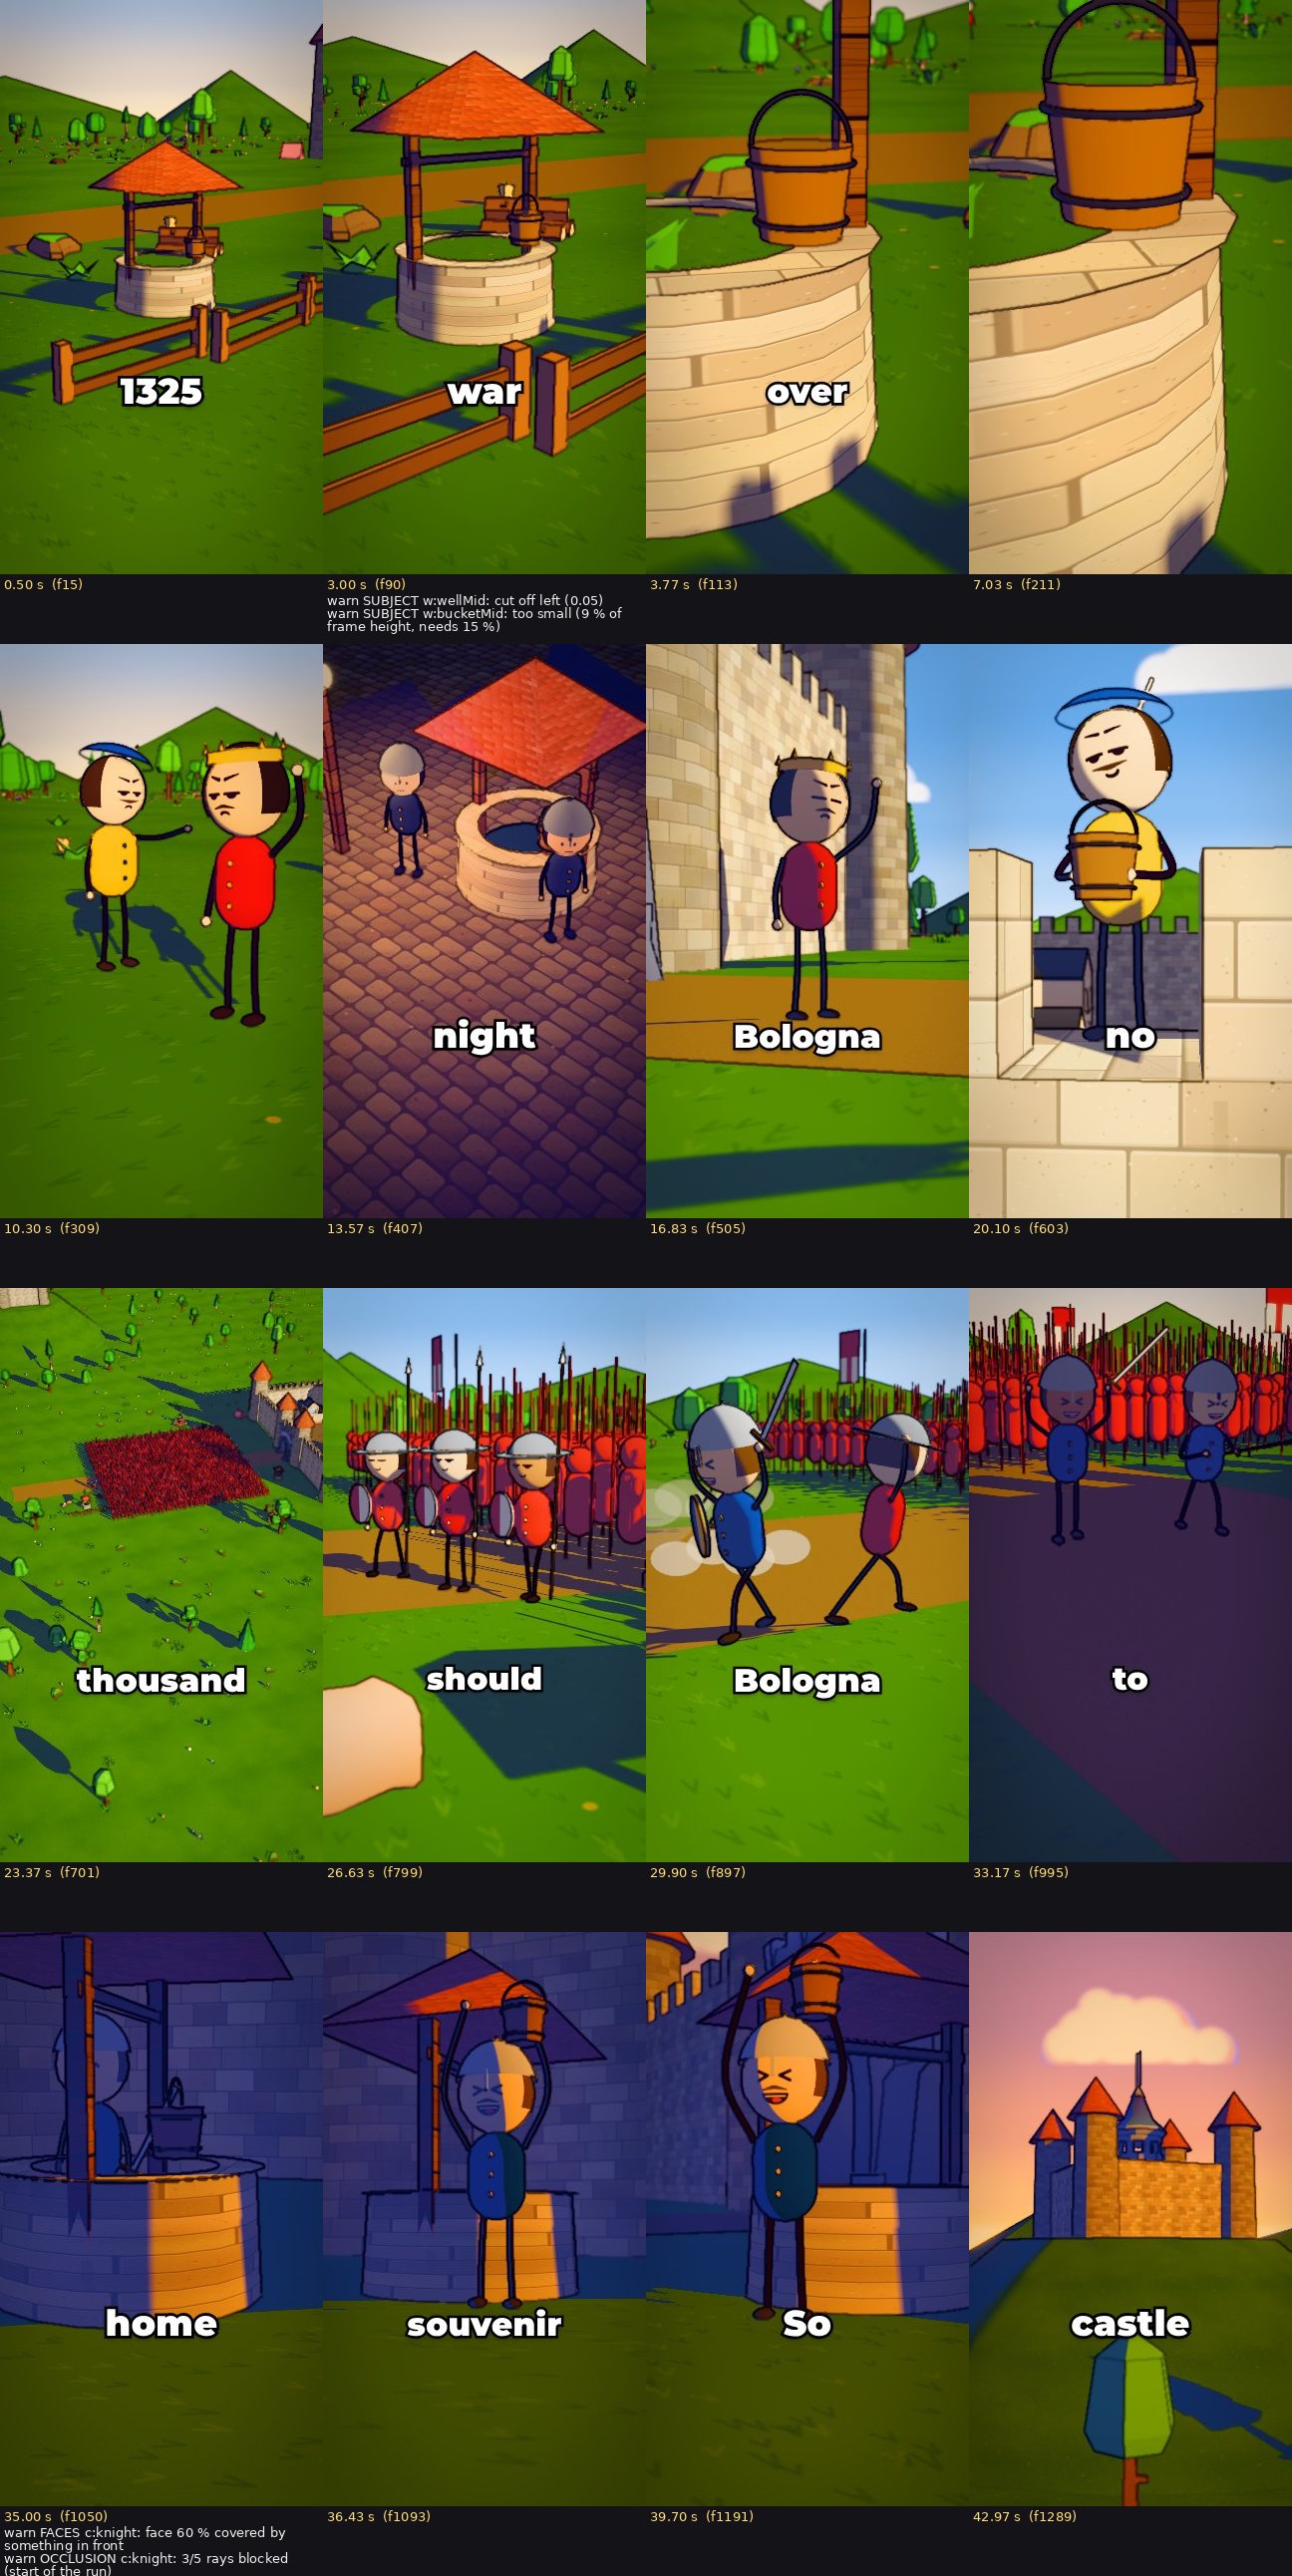 1325
war
over
0.50 s (f15)
3.00 s (f90)
3.77 s (f113)
7.03 s (f211)
warn SUBJECT w:wellMid: cut off left (0.05)
warn SUBJECT w:bucketMid: too small (9 % of
frame height, needs 15 %)
night
Bologna
no
10.30 s (f309)
13.57 s (f407)
16.83 s (f505)
20.10 s (f603)
thousand
should
Bologna
to
23.37 s (f701)
26.63 s (f799)
29.90 s (f897)
33.17 s (f995)
home
souvenir
So
castle
35.00 s (f1050)
36.43 s (f1093)
39.70 s (f1191)
42.97 s (f1289)
warn FACES c:knight: face 60 % covered by
something in front
warn OCCLUSION c:knight: 3/5 rays blocked
(start of the run)